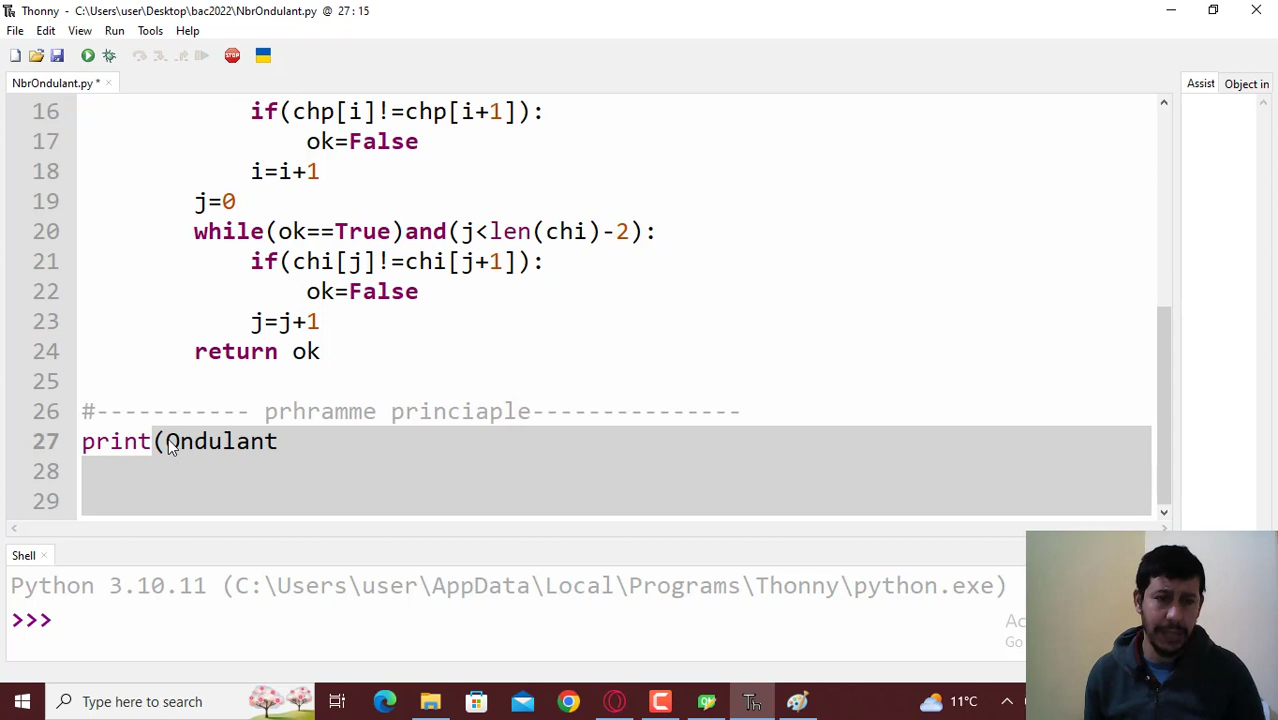 Thonny - C:\Users\user\Desktop\bac2022\NbrOndulant.py @ 27:15
File Edit View Run Tools Help
NbrOndulant.py * ×
Assist Object in
16 if(chp[i]!=chp[i+1]):
17 ok=False
18 i=i+1
19 j=0
20 while(ok==True)and(j<len(chi)-2):
21 if(chi[j]!=chi[j+1]):
22 ok=False
23 j=j+1
24 return ok
25
26 #----------- prhramme princiaple---------------
27 print(Ondulant
28
29
Shell ×
Python 3.10.11 (C:\Users\user\AppData\Local\Programs\Thonny\python.exe)
>>>
Ac
Go
Type here to search
11°C